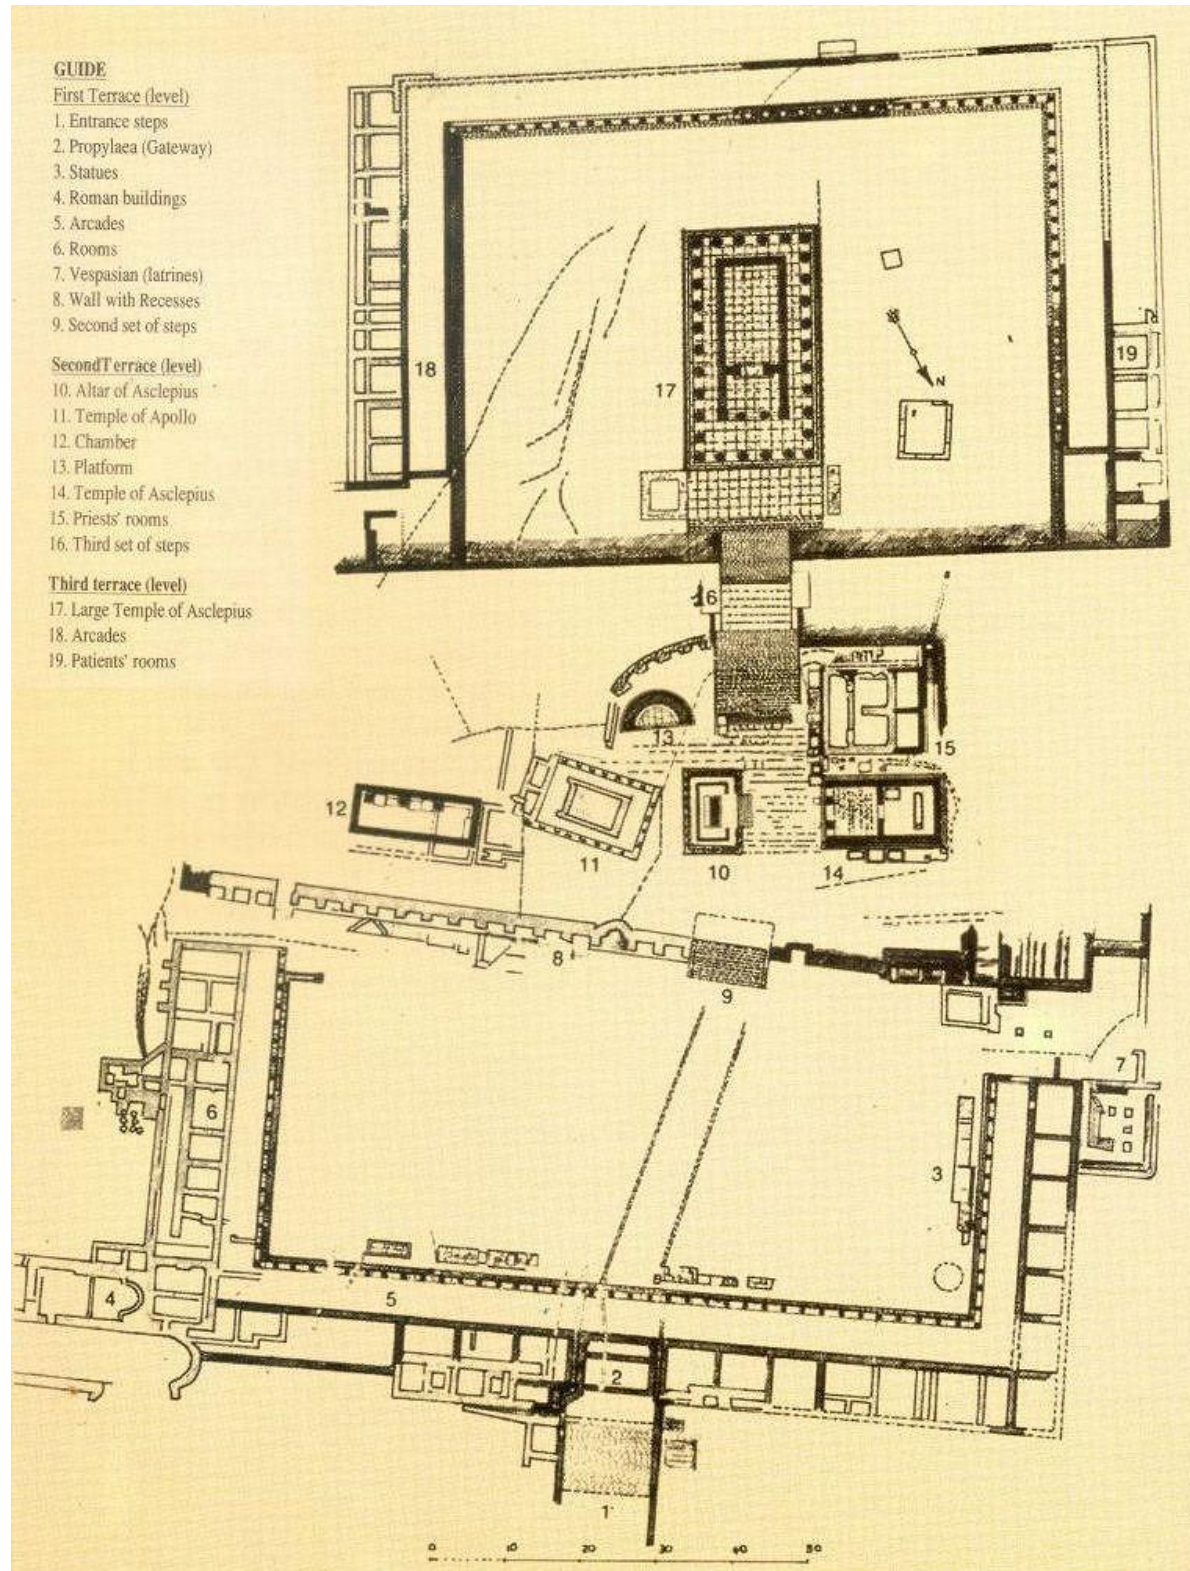 GUIDE
First Terrace (level)
1. Entrance steps
2. Propylaea (Gateway)
3. Statues
4. Roman buildings
5. Arcades
6. Rooms
7. Vespasian (latrines)
8. Wall with Recesses
9. Second set of steps
SecondTerrace (level)
10. Altar of Asclepius
11. Temple of Apollo
12. Chamber
13. Platform
14. Temple of Asclepius
15. Priests' rooms
16. Third set of steps
Third terrace (level)
17. Large Temple of Asclepius
18. Arcades
19. Patients' rooms
18
17
N
19
16
13
15
12
11
10
14
8
9
7
6
3
4
5
2
1
0 10 20 30 40 50